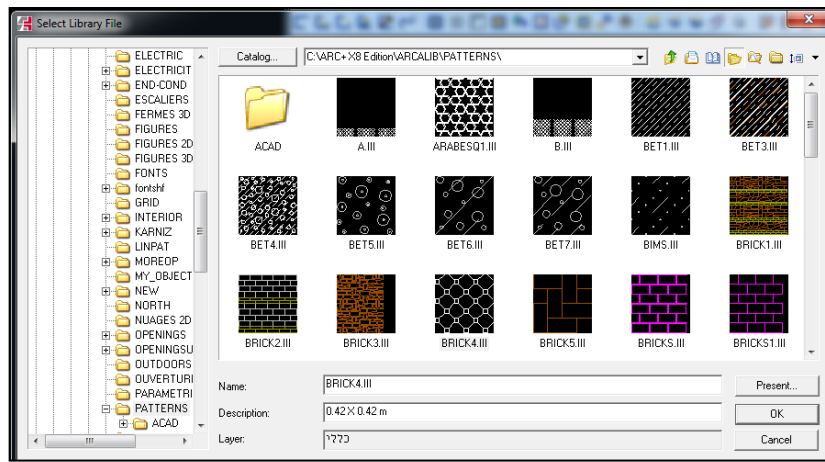 Select Library File
Catalog...
C:\ARC+ X8 Edition\ARCALIB\PATTERNS\
ELECTRIC
ELECTRICIT
END-COND
ESCALIERS
FERMES 3D
FIGURES
FIGURES 2D
FIGURES 3D
FONTS
fontshf
GRID
INTERIOR
KARNIZ
LINPAT
MOREOP
MY_OBJECT
NEW
NORTH
NUAGES 2D
OPENINGS
OPENINGSU
OUTDOORS
OUVERTURI
PARAMETRI
PATTERNS
ACAD
ACAD A.III ARABESQ1.III B.III BET1.III BET3.III
BET4.III BET5.III BET6.III BET7.III BIMS.III BRICK1.III
BRICK2.III BRICK3.III BRICK4.III BRICK5.III BRICKS.III BRICKS1.III
Name: BRICK4.III Present...
Description: 0.42 X 0.42 m OK
Layer: כללי Cancel